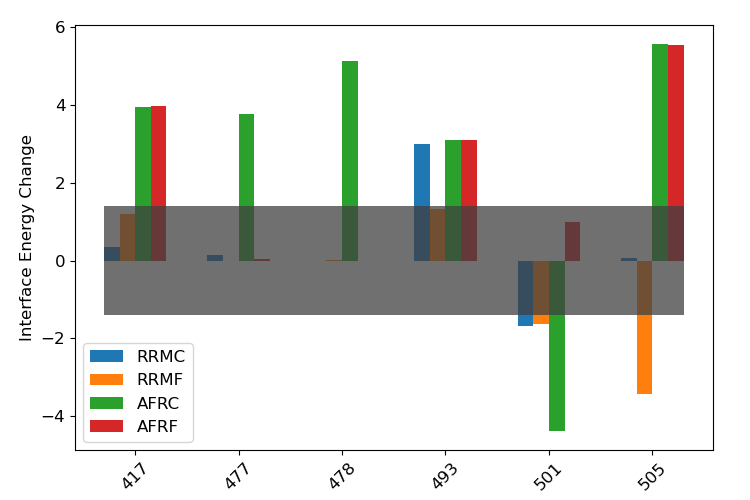 Interface Energy Change
6
4
2
0
−2
−4
RRMC
RRMF
AFRC
AFRF
417
477
478
493
501
505